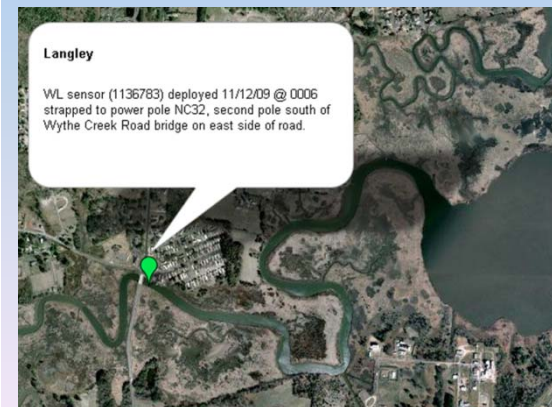 Langley
WL sensor (1136783) deployed 11/12/09 @ 0006
strapped to power pole NC32, second pole south of
Wythe Creek Road bridge on east side of road.